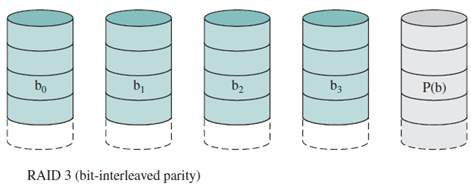 b₀ b₁ b₂ b₃ P(b)
RAID 3 (bit-interleaved parity)